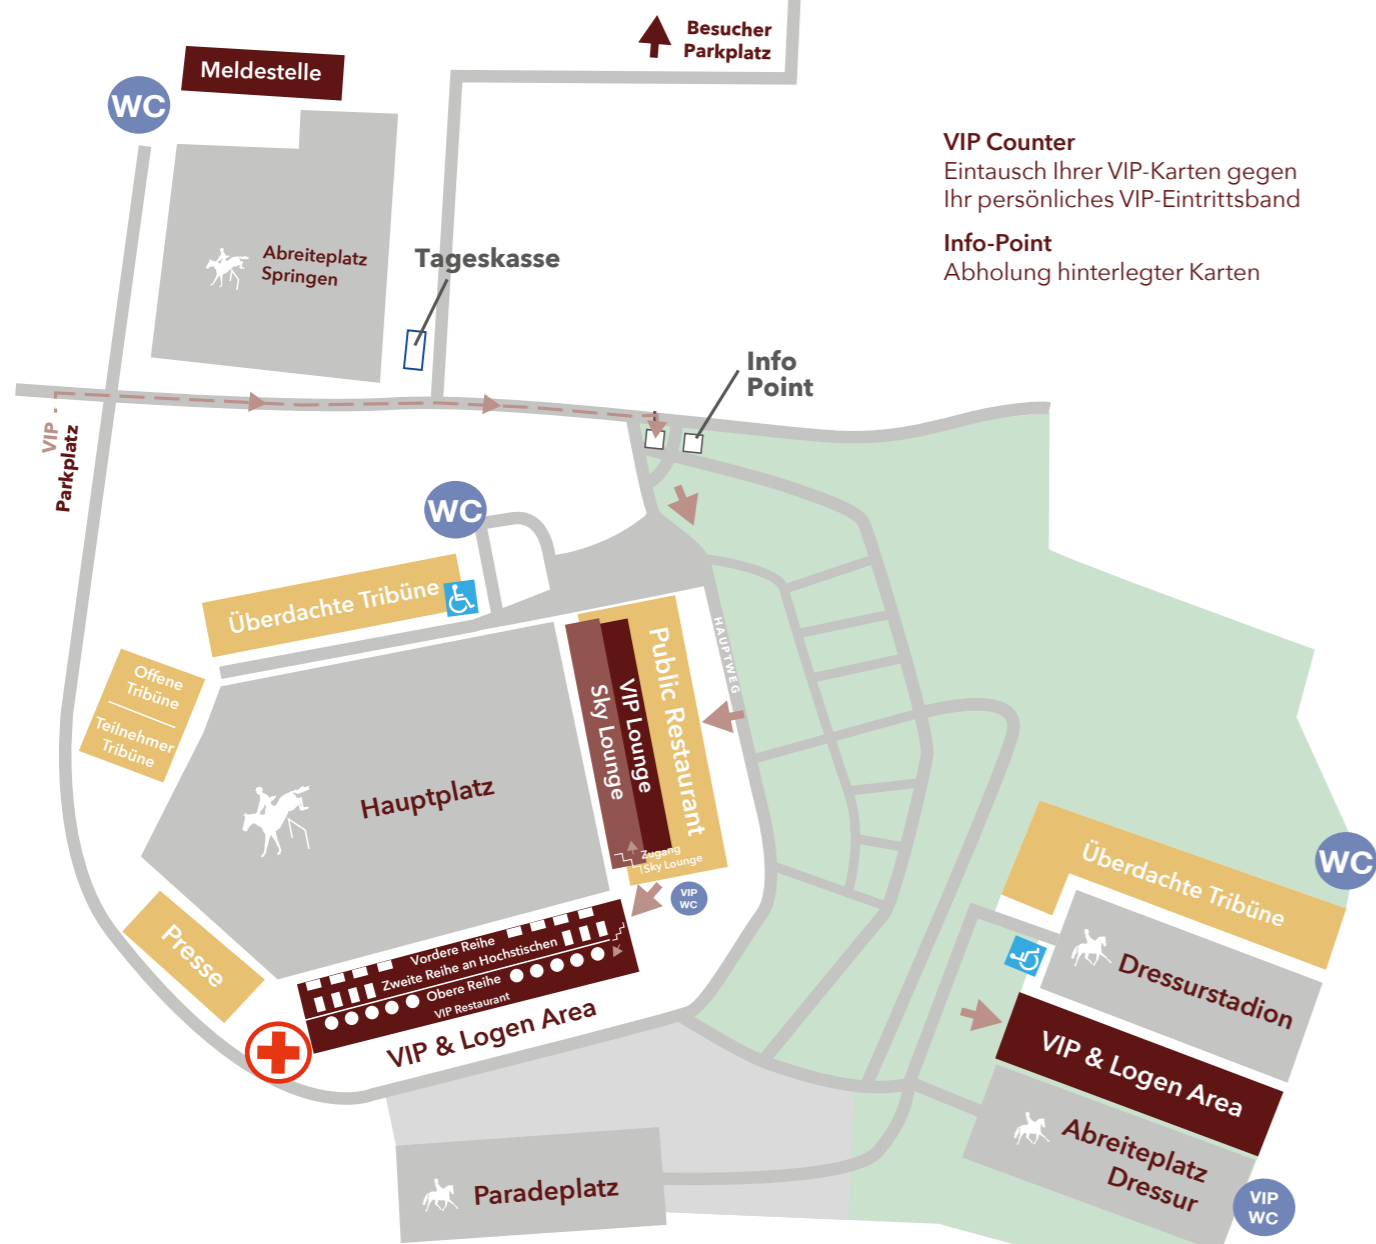 Besucher
Parkplatz
Meldestelle
WC
VIP Counter
Eintausch Ihrer VIP-Karten gegen
Ihr persönliches VIP-Eintrittsband
Info-Point
Abholung hinterlegter Karten
Abreiteplatz
Springen
Tageskasse
Info
Point
VIP
Parkplatz
WC
Überdachte Tribüne
HAUPTWEG
Offene
Tribüne
Teilnehmer
Tribüne
Public Restaurant
VIP Lounge
Sky Lounge
Hauptplatz
Zugang
Sky Lounge
VIP
WC
Überdachte Tribüne
WC
Presse
Vordere Reihe
Zweite Reihe an Hochstischen
Obere Reihe
VIP Restaurant
VIP & Logen Area
Dressurstadion
VIP & Logen Area
Abreiteplatz
Dressur
Paradeplatz
VIP
WC